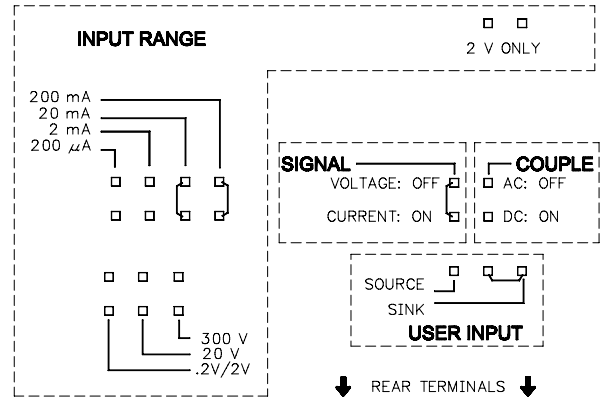 INPUT RANGE
2 V ONLY
200 mA
20 mA
2 mA
200 μA
SIGNAL
VOLTAGE: OFF
CURRENT: ON
COUPLE
AC: OFF
DC: ON
SOURCE
SINK
USER INPUT
300 V
20 V
.2V/2V
REAR TERMINALS